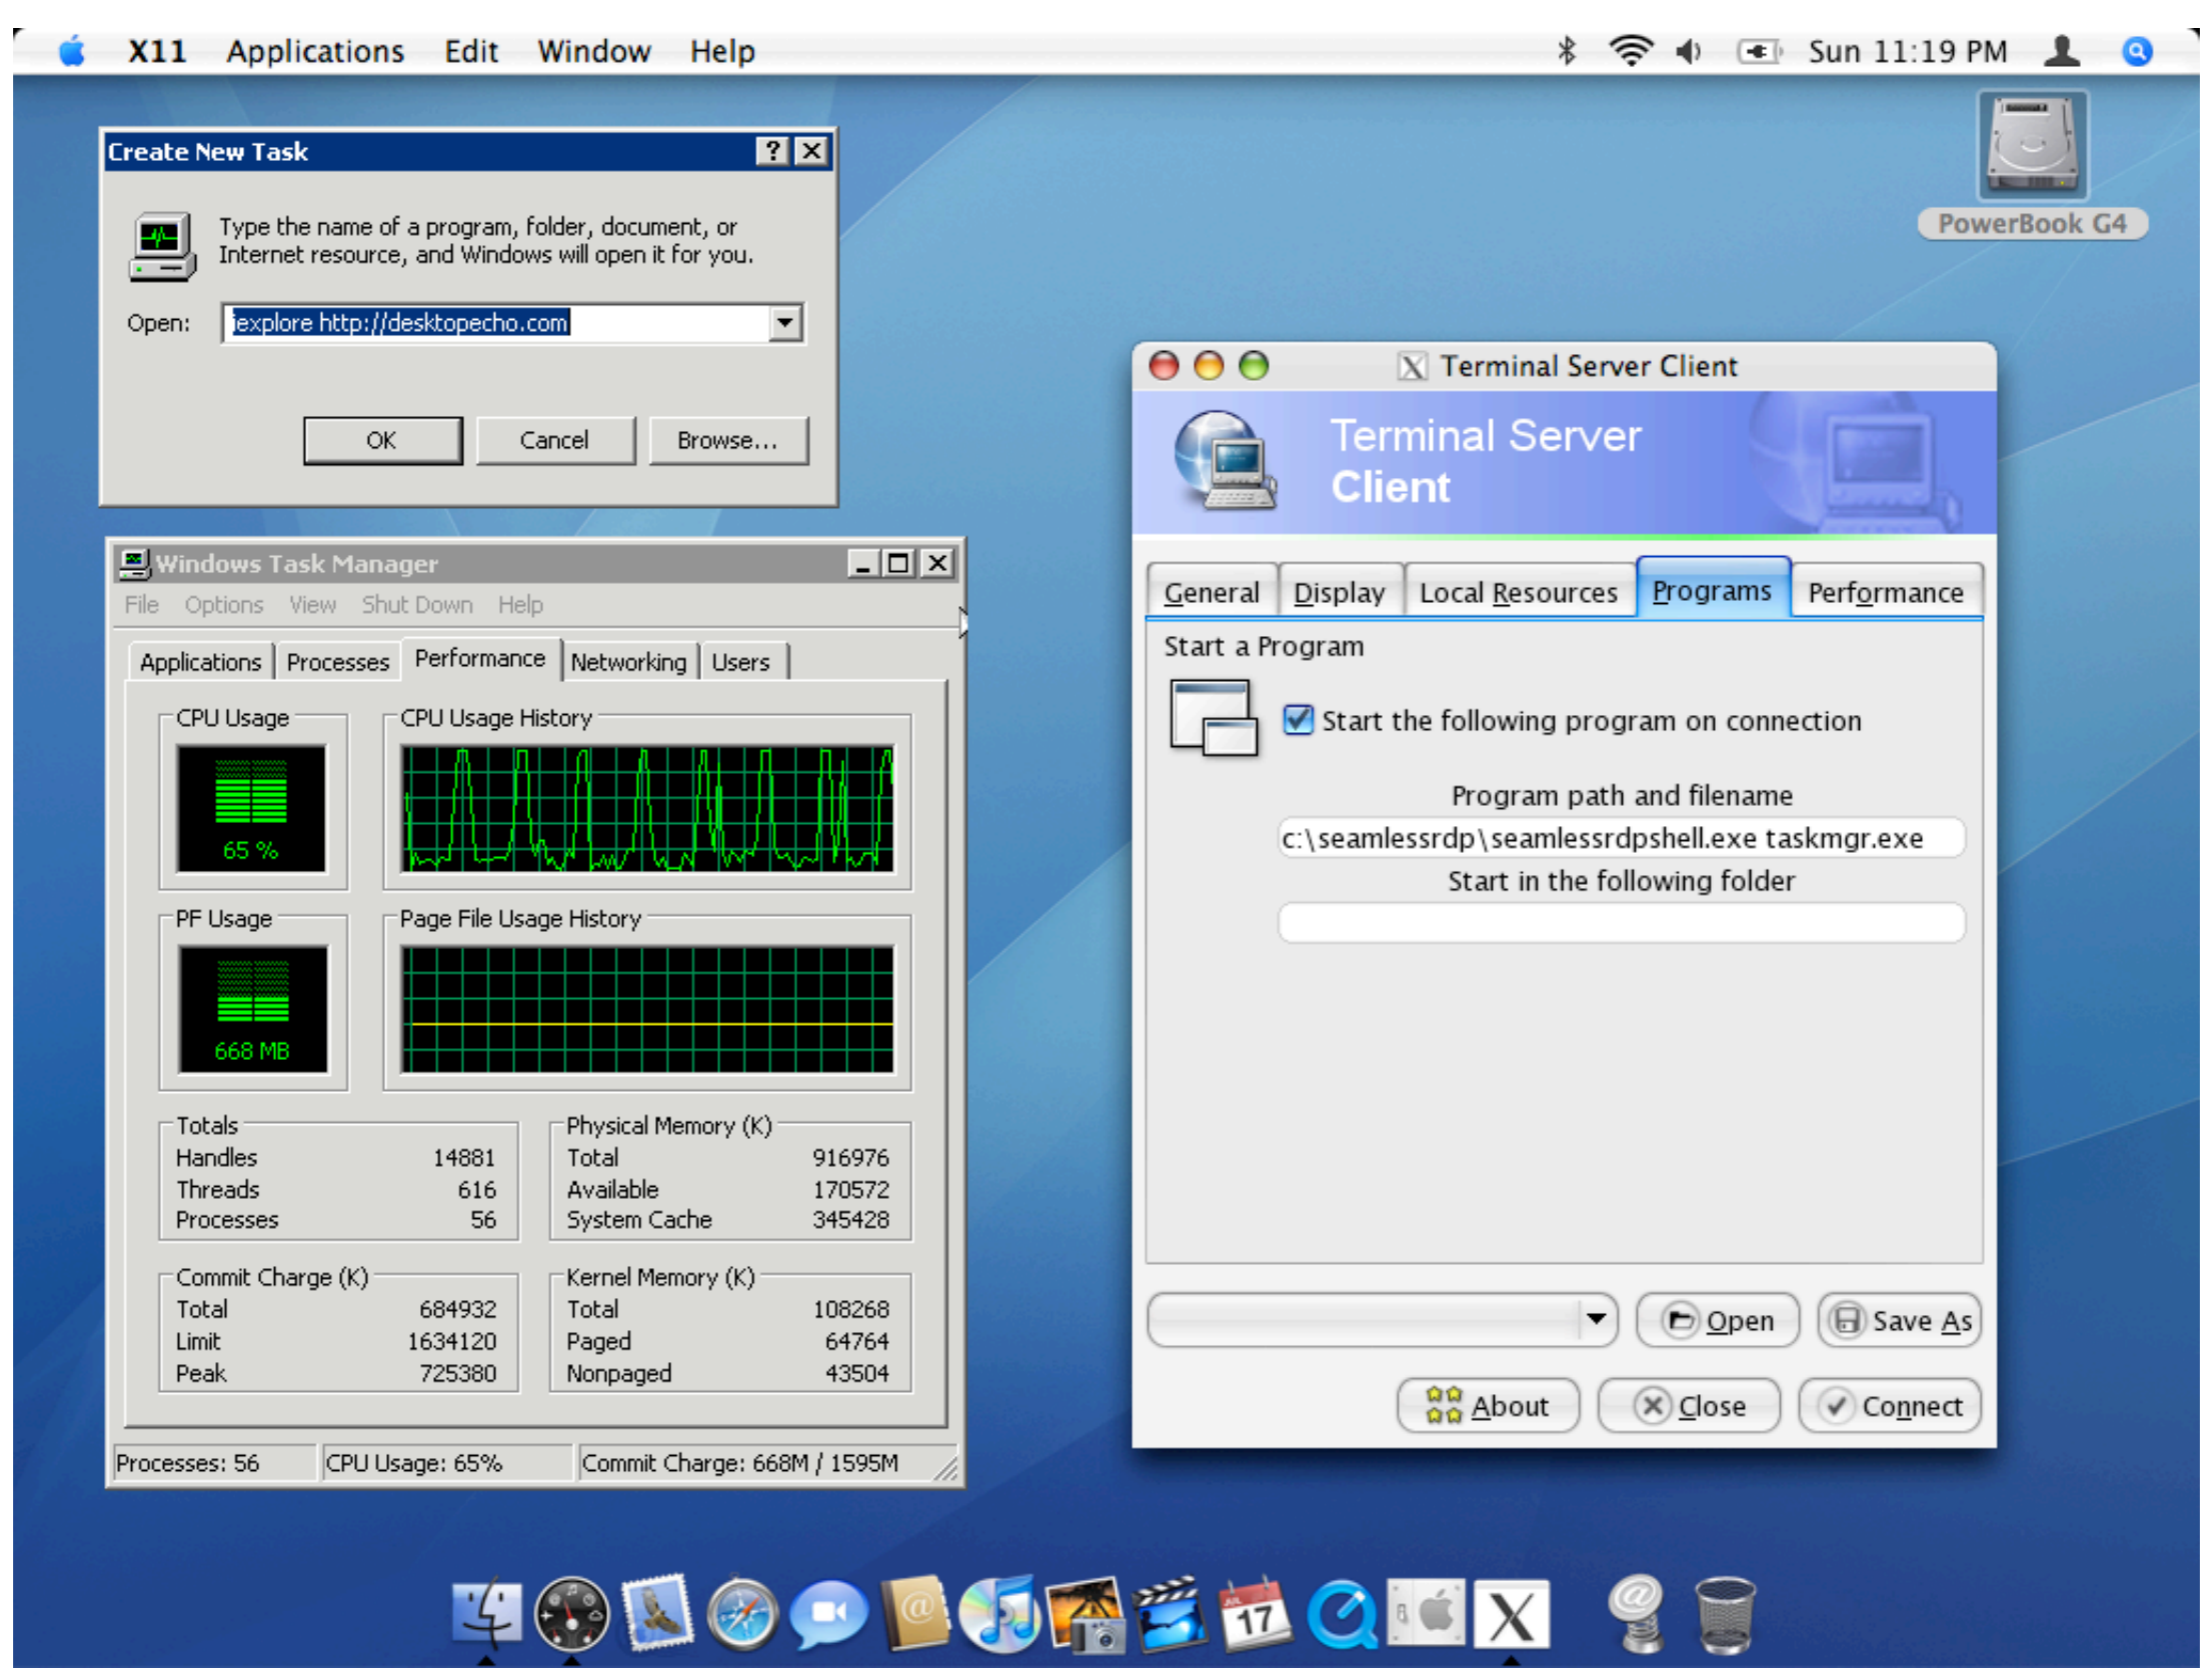 X11 Applications Edit Window Help
Sun 11:19 PM
PowerBook G4
Create New Task
Type the name of a program, folder, document, or
Internet resource, and Windows will open it for you.
Open: iexplore http://desktopecho.com
OK Cancel Browse...
Windows Task Manager
File Options View Shut Down Help
Applications Processes Performance Networking Users
CPU Usage CPU Usage History
65 %
PF Usage Page File Usage History
668 MB
Totals
Handles 14881
Threads 616
Processes 56
Physical Memory (K)
Total 916976
Available 170572
System Cache 345428
Commit Charge (K)
Total 684932
Limit 1634120
Peak 725380
Kernel Memory (K)
Total 108268
Paged 64764
Nonpaged 43504
Processes: 56 CPU Usage: 65% Commit Charge: 668M / 1595M
Terminal Server Client
Terminal Server
Client
General Display Local Resources Programs Performance
Start a Program
Start the following program on connection
Program path and filename
c:\seamlessrdp\seamlessrdpshell.exe taskmgr.exe
Start in the following folder
Open Save As
About Close Connect
JUL
17